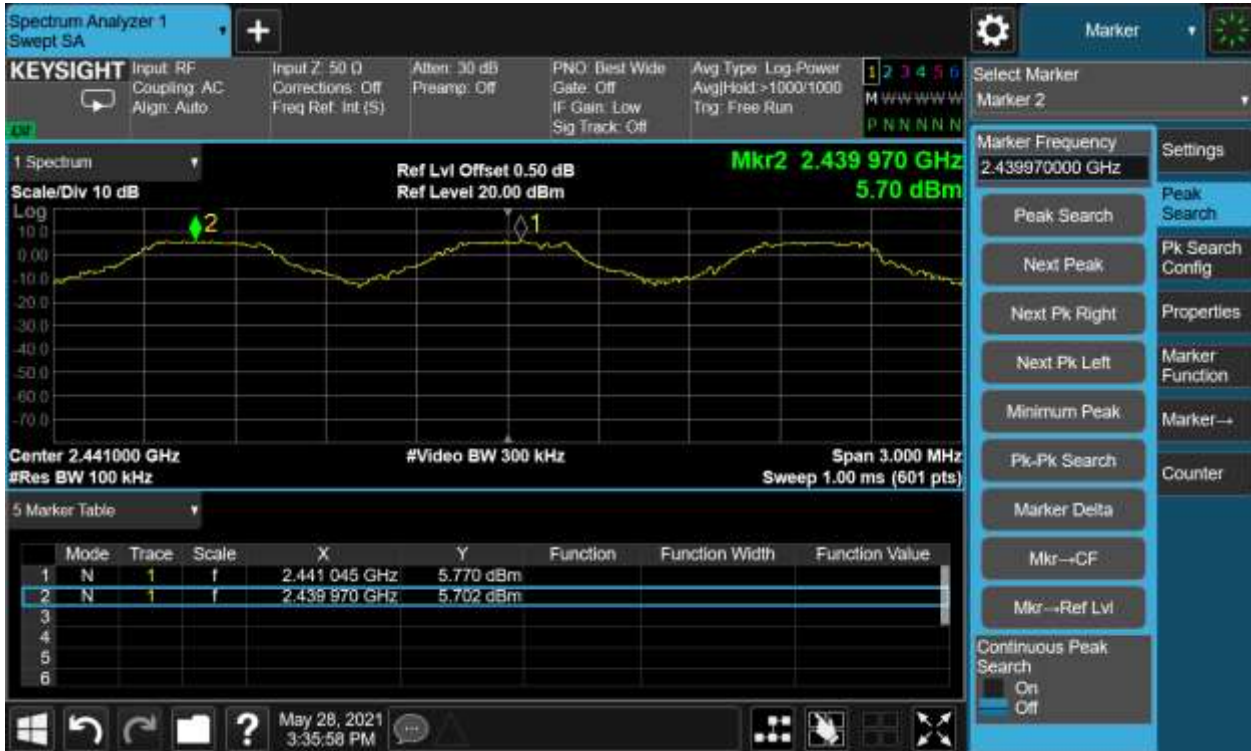 Spectrum Analyzer 1
Swept SA
+
Marker
KEYSIGHT
Input: RF
Coupling: AC
Align: Auto
Input Z: 50 Ω
Corrections: Off
Freq Ref: Int (S)
Atten: 30 dB
Preamp: Off
PNO: Best Wide
Gate: Off
IF Gain: Low
Sig Track: Off
Avg Type: Log-Power
Avg|Hold:>1000/1000
Trig: Free Run
1 2 3 4 5 6
M W W W W W
P N N N N N
1 Spectrum
Ref Lvl Offset 0.50 dB
Mkr2 2.439 970 GHz
Scale/Div 10 dB
Ref Level 20.00 dBm
5.70 dBm
Log
2
1
10.0
0.00
-10.0
-20.0
-30.0
-40.0
-50.0
-60.0
-70.0
Center 2.441000 GHz
#Video BW 300 kHz
Span 3.000 MHz
#Res BW 100 kHz
Sweep 1.00 ms (601 pts)
5 Marker Table
Mode Trace Scale X Y Function Function Width Function Value
1 N 1 f 2.441 045 GHz 5.770 dBm
2 N 1 f 2.439 970 GHz 5.702 dBm
3
4
5
6
?
May 28, 2021
3:35:58 PM
Select Marker
Marker 2
Marker Frequency
2.439970000 GHz
Peak Search
Next Peak
Next Pk Right
Next Pk Left
Minimum Peak
Pk-Pk Search
Marker Delta
Mkr→CF
Mkr→Ref Lvl
Continuous Peak
Search
On
Off
Settings
Peak
Search
Pk Search
Config
Properties
Marker
Function
Marker→
Counter